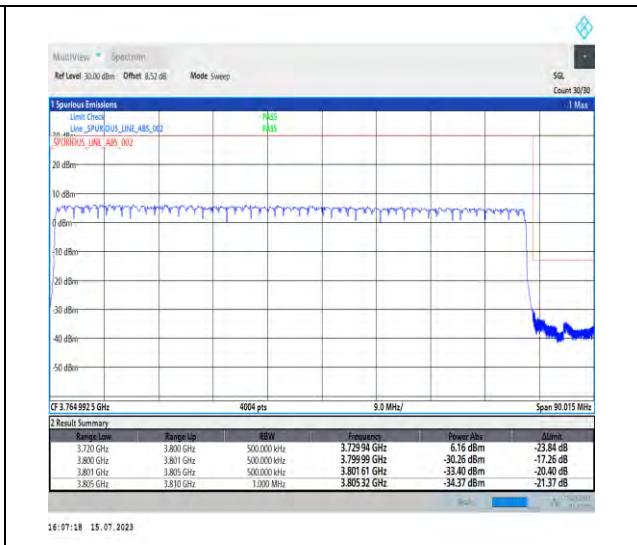 MultiView Spectrum
Ref Level 30.00 dBm Offset 8.52 dB Mode Sweep SGL
Count 30/30
1 Spurious Emissions 1 Max
Limit Check PASS
Line _SPURIOUS_LINE_ABS_002 PASS
_SPURIOUS_LINE_ABS_002
20 dBm
10 dBm
0 dBm
-10 dBm
-20 dBm
-30 dBm
-40 dBm
-50 dBm
CF 3.764 992 5 GHz 4004 pts 9.0 MHz/ Span 90.015 MHz
2 Result Summary
Range Low Range Up RBW Frequency Power Abs ΔLimit
3.720 GHz 3.800 GHz 500.000 kHz 3.729 94 GHz 6.16 dBm -23.84 dB
3.800 GHz 3.801 GHz 500.000 kHz 3.799 99 GHz -30.26 dBm -17.26 dB
3.801 GHz 3.805 GHz 500.000 kHz 3.801 61 GHz -33.40 dBm -20.40 dB
3.805 GHz 3.810 GHz 1.000 MHz 3.805 32 GHz -34.37 dBm -21.37 dB
16:07:18 15.07.2023